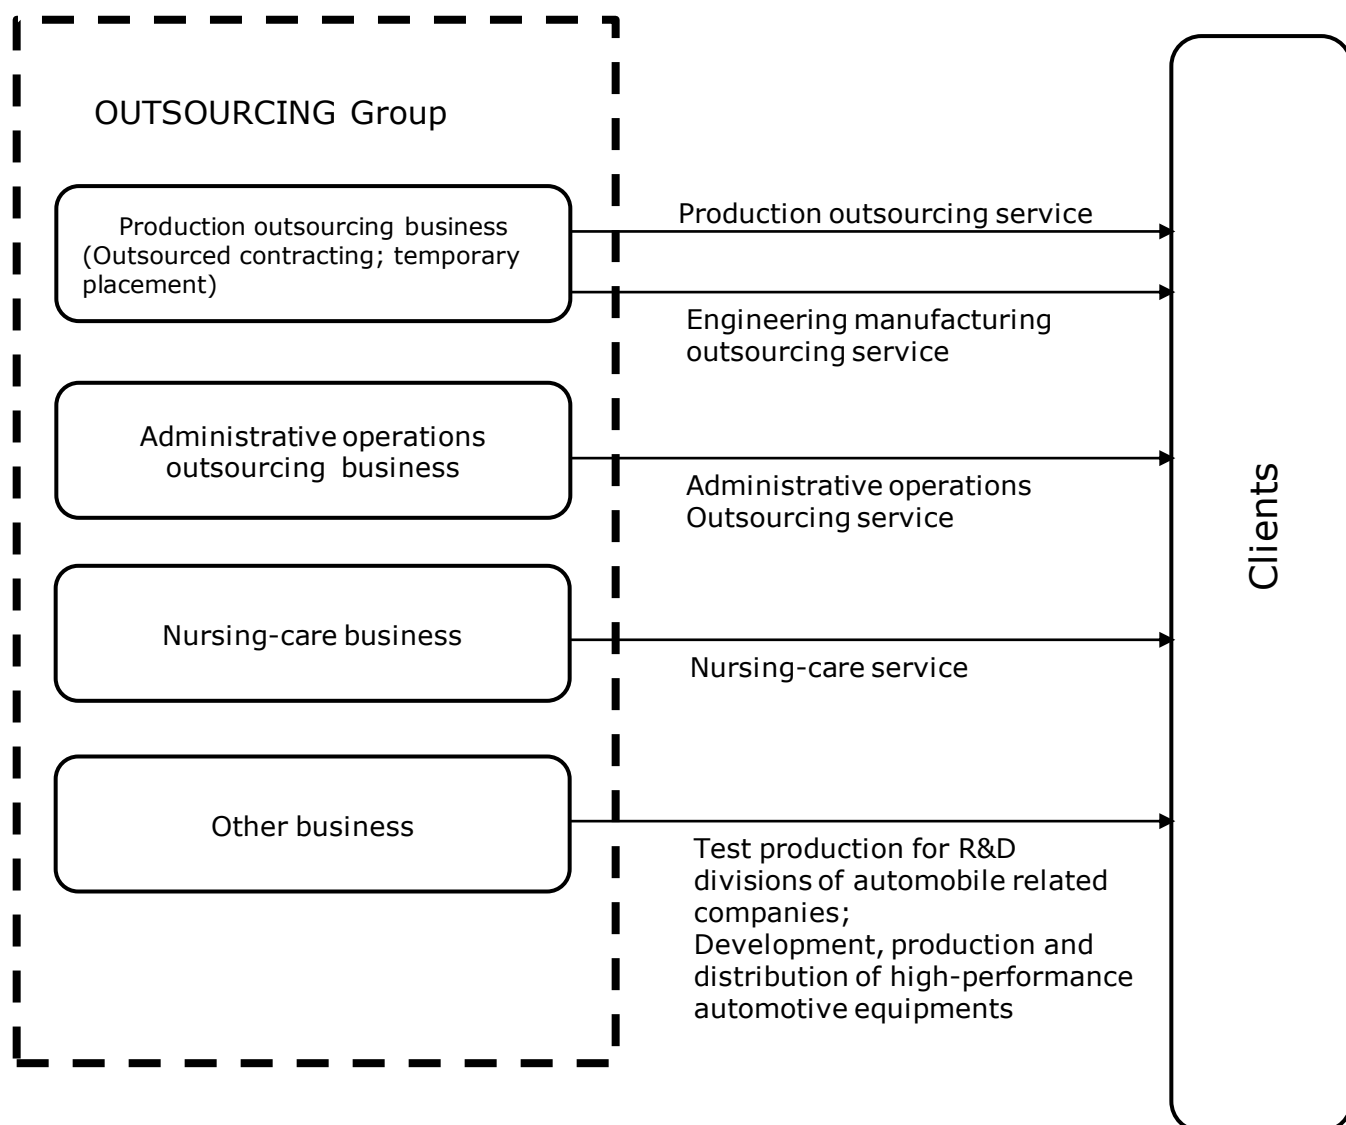 OUTSOURCING Group
Production outsourcing business
(Outsourced contracting; temporary
placement)
Production outsourcing service
Engineering manufacturing
outsourcing service
Administrative operations
outsourcing business
Administrative operations
Outsourcing service
Nursing-care business
Nursing-care service
Other business
Test production for R&D
divisions of automobile related
companies;
Development, production and
distribution of high-performance
automotive equipments
Clients